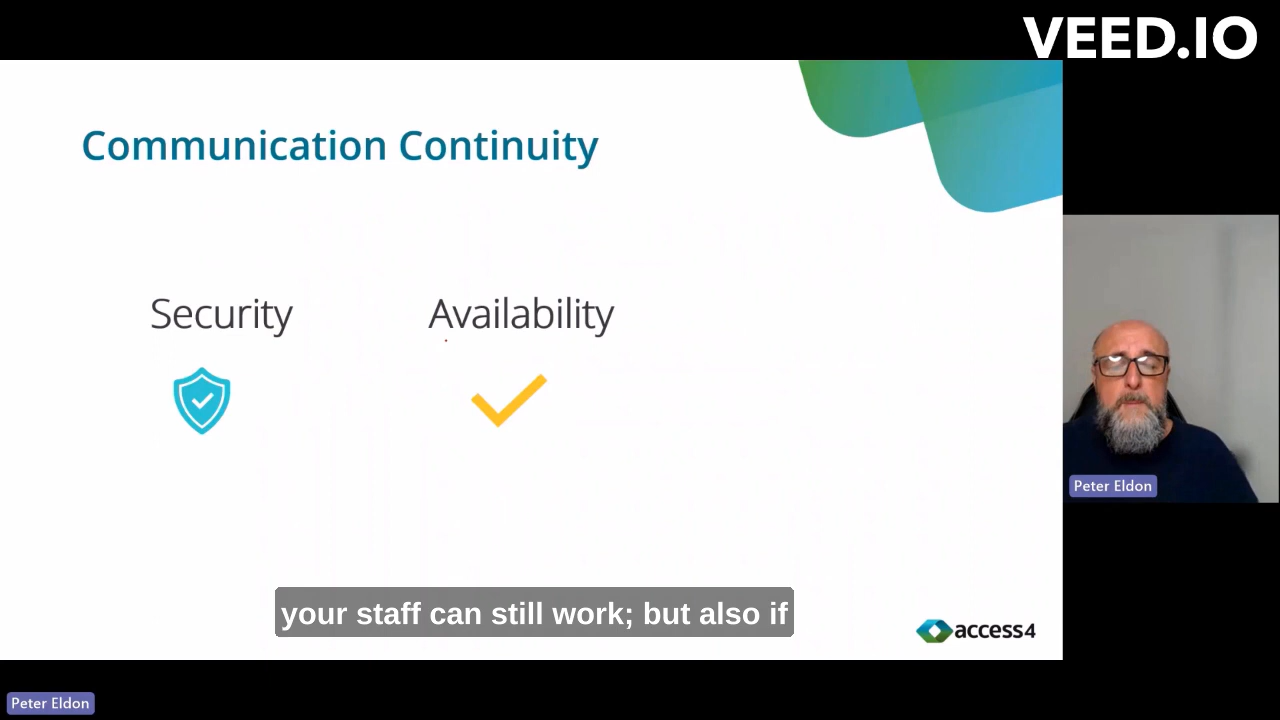 VEED.IO
Communication Continuity
Security Availability
Peter Eldon
your staff can still work; but also if
access4
Peter Eldon